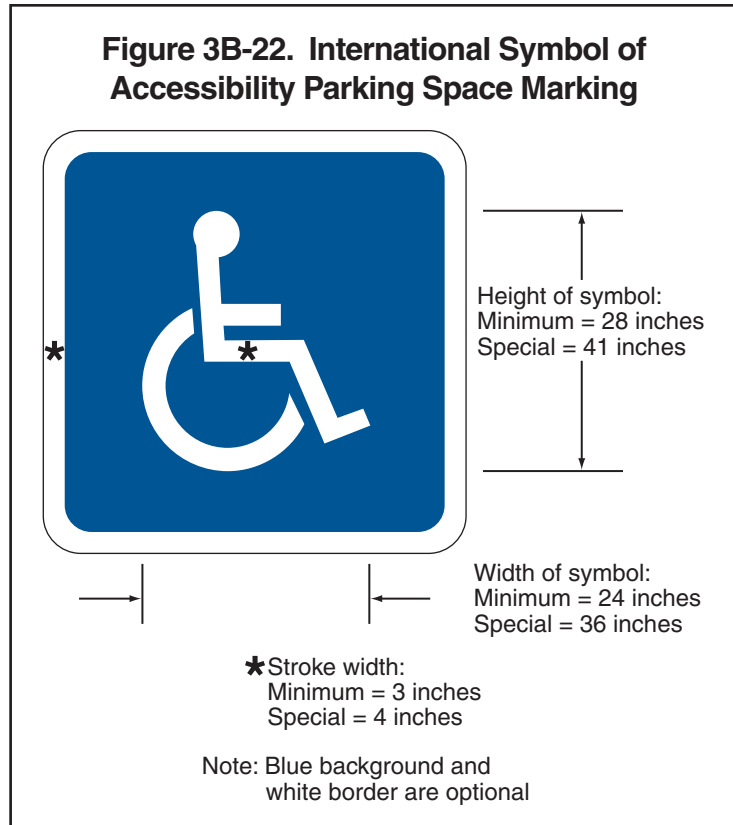 Figure 3B-22. International Symbol of
Accessibility Parking Space Marking
Height of symbol:
Minimum = 28 inches
Special = 41 inches
* *
Width of symbol:
Minimum = 24 inches
Special = 36 inches
*Stroke width:
Minimum = 3 inches
Special = 4 inches
Note: Blue background and
white border are optional